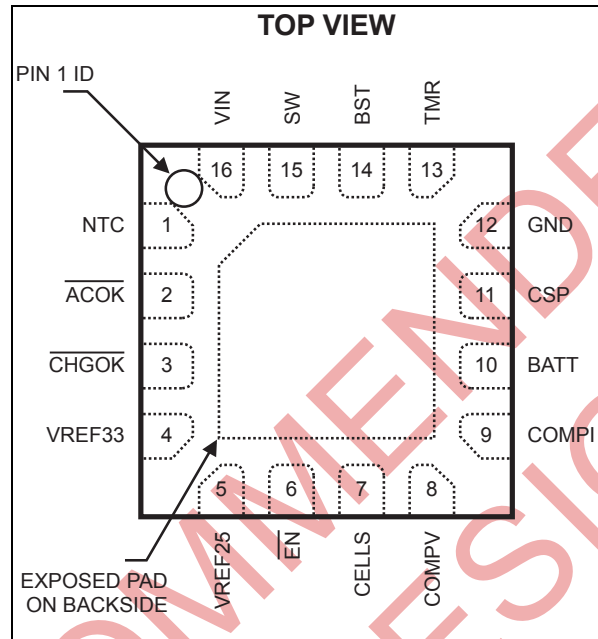 TOP VIEW
PIN 1 ID
VIN SW BST TMR
16 15 14 13
NTC 1 12 GND
ACOK 2 11 CSP
CHGOK 3 10 BATT
VREF33 4 9 COMPI
5 6 7 8
VREF25 EN CELLS COMPV
EXPOSED PAD
ON BACKSIDE